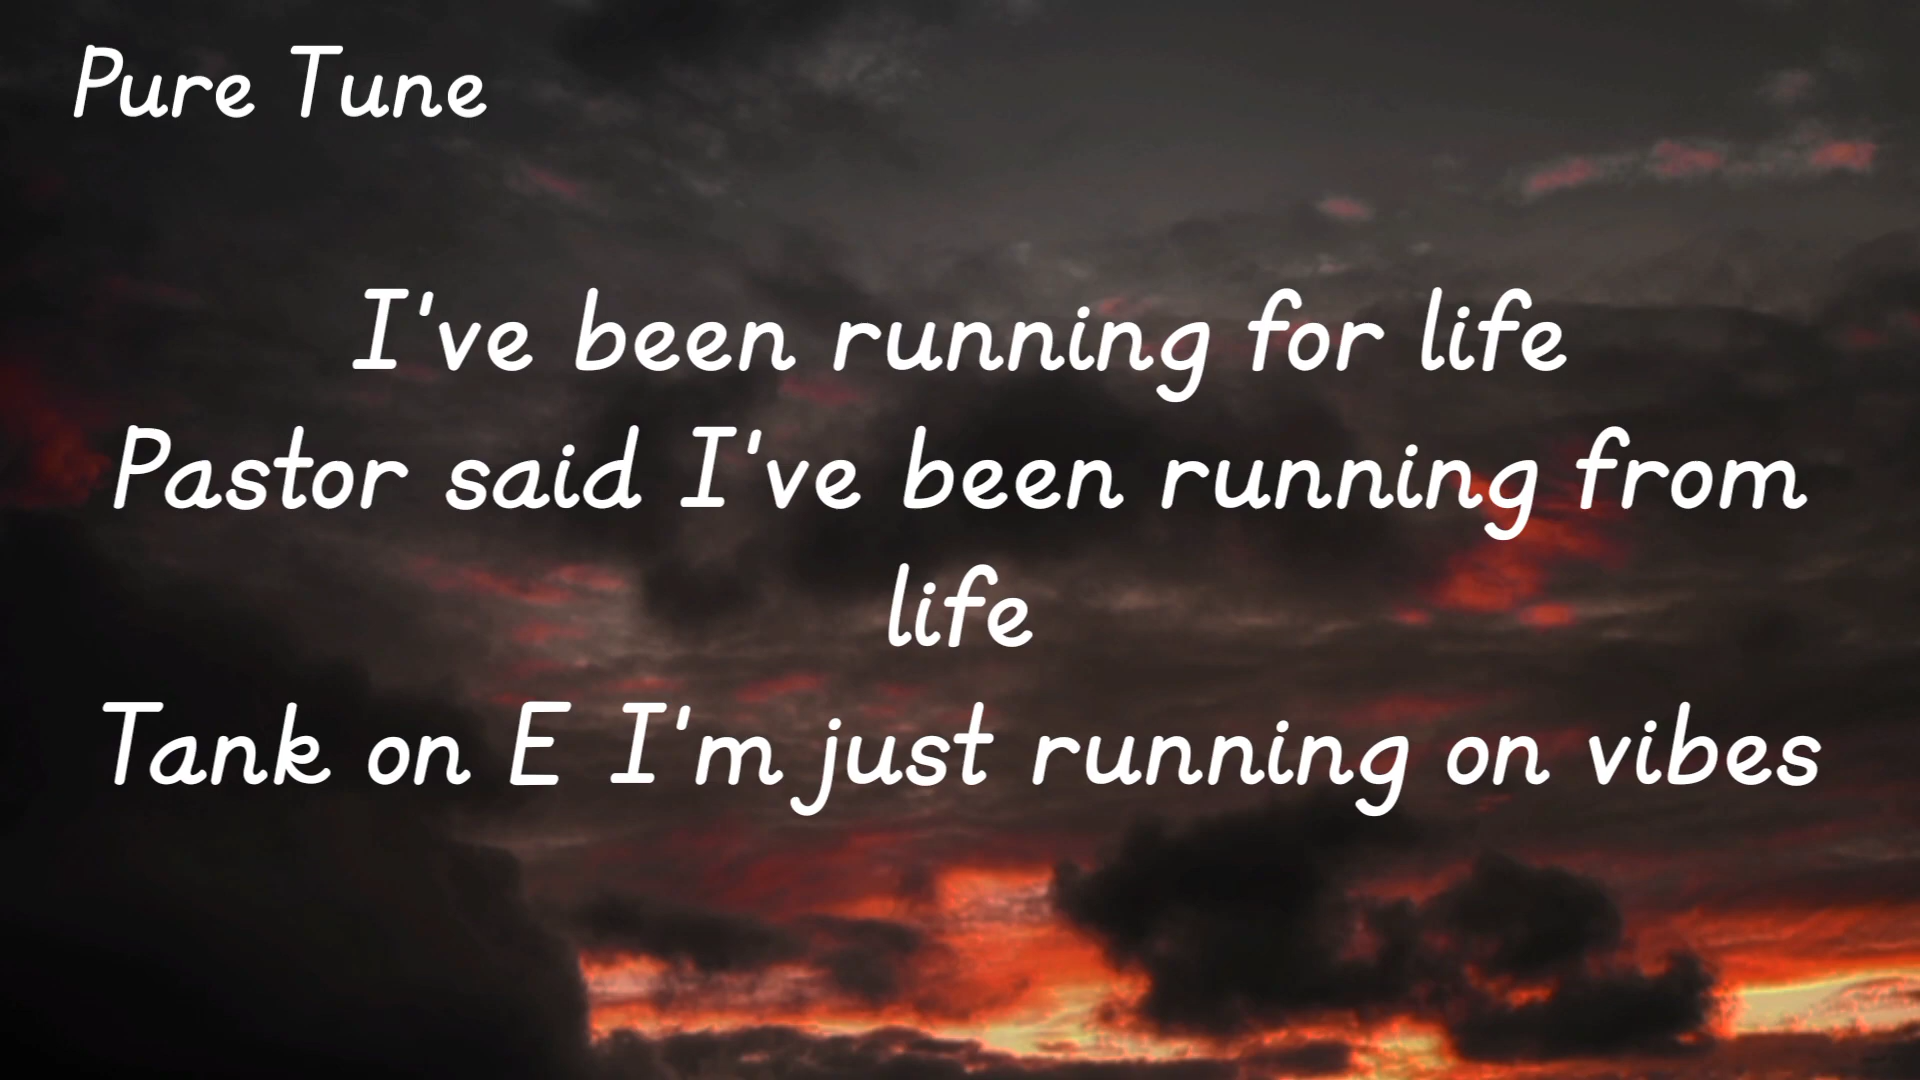 Pure Tune
I've been running for life
Pastor said I've been running from
life
Tank on E I'm just running on vibes